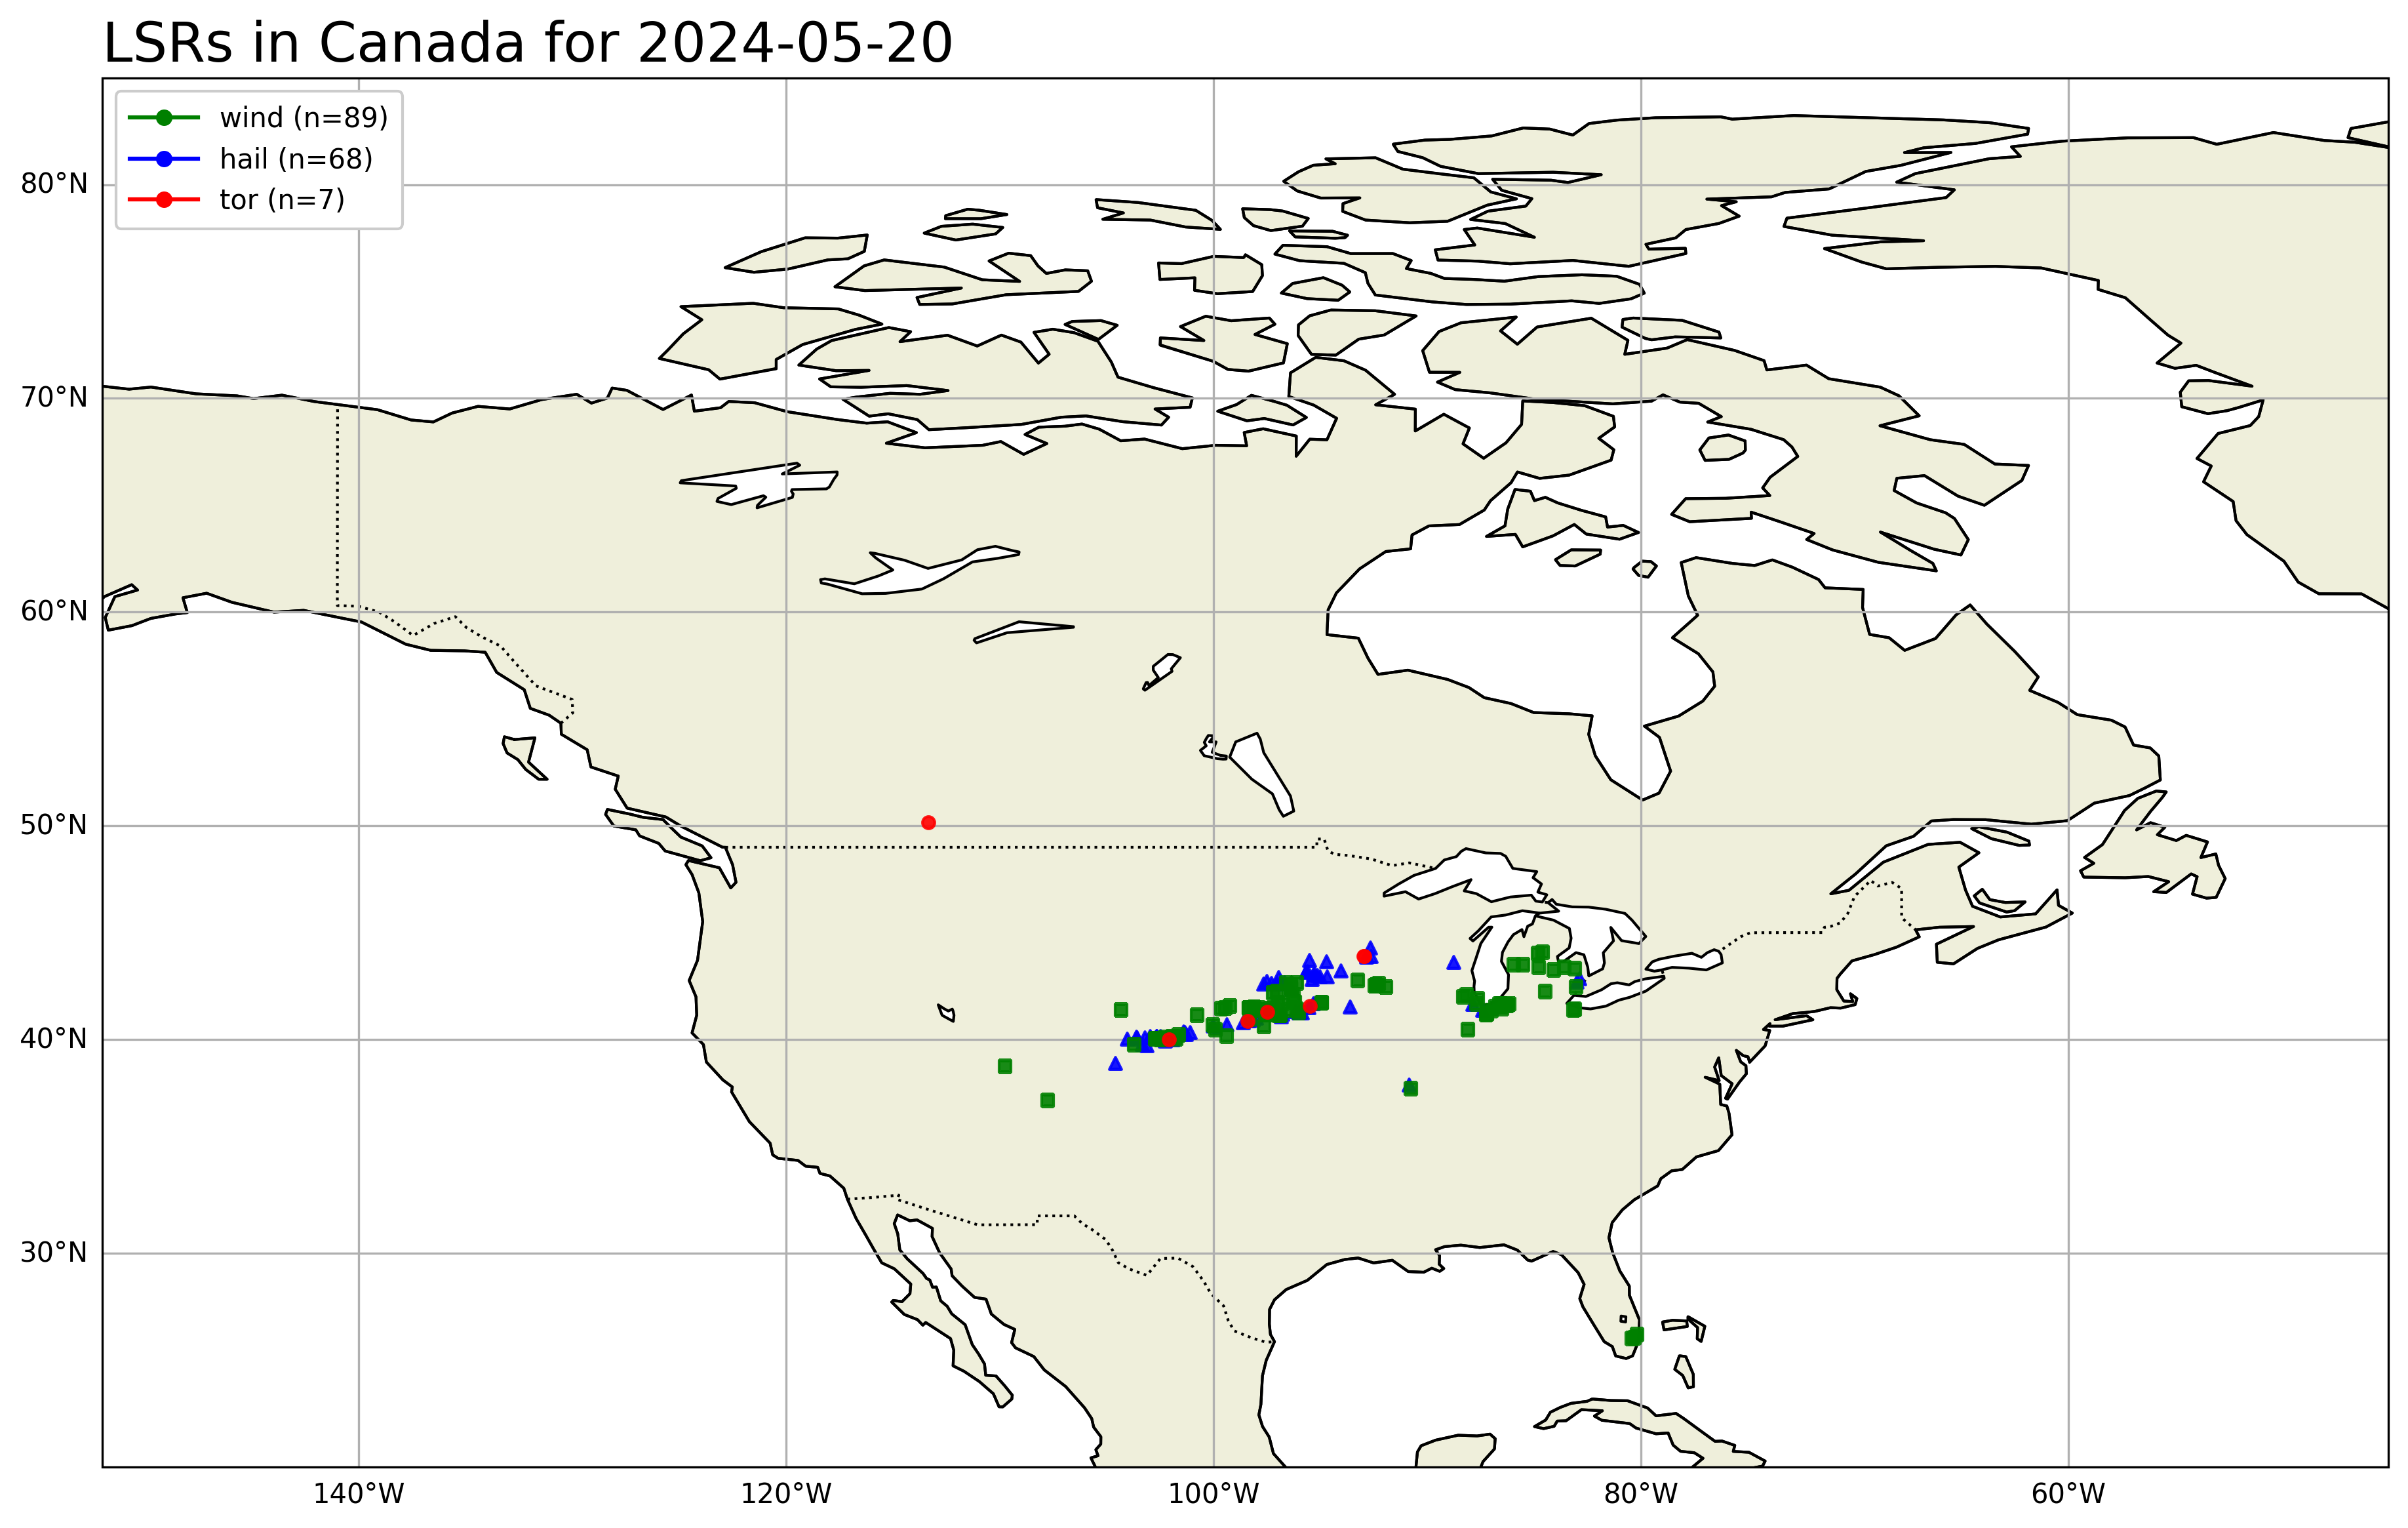 LSRs in Canada for 2024-05-20
wind (n=89)
hail (n=68)
tor (n=7)
80°N
70°N
60°N
50°N
40°N
30°N
140°W 120°W 100°W 80°W 60°W